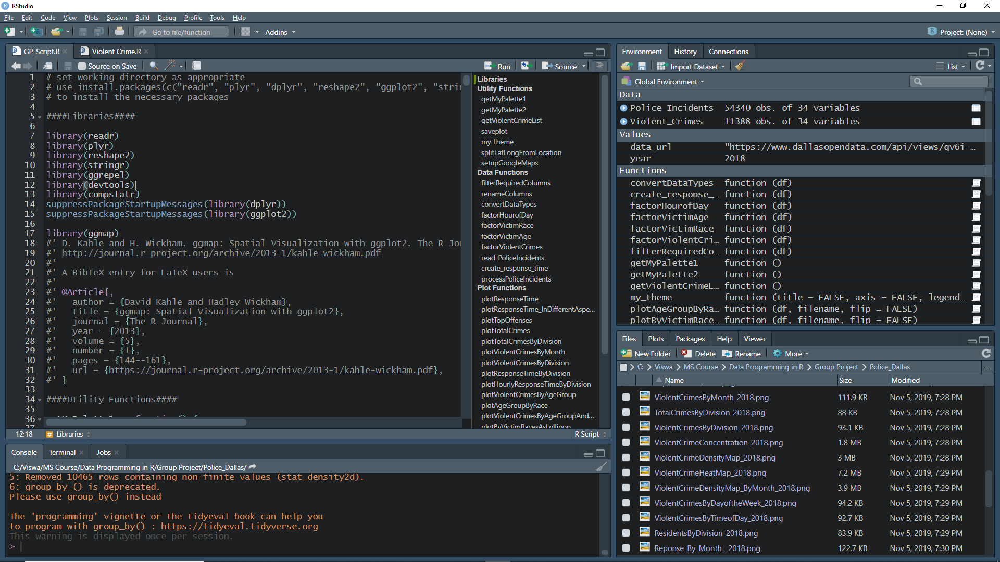 RStudio
File Edit Code View Plots Session Build Debug Profile Tools Help
Go to file/function Addins Project: (None)
GP_Script.R Violent Crime.R
Source on Save Run Source
1 # set working directory as appropriate
2 # use install.packages(c("readr", "plyr", "dplyr", "reshape2", "ggplot2", "strin
3 # to install the necessary packages
4
5 ####Libraries####
6
7 library(readr)
8 library(plyr)
9 library(reshape2)
10 library(stringr)
11 library(ggrepel)
12 library(devtools)
13 library(compstatr)
14 suppressPackageStartupMessages(library(dplyr))
15 suppressPackageStartupMessages(library(ggplot2))
16
17 library(ggmap)
18 #' D. Kahle and H. Wickham. ggmap: Spatial Visualization with ggplot2. The R Jou
19 #' http://journal.r-project.org/archive/2013-1/kahle-wickham.pdf
20 #'
21 #' A BibTeX entry for LaTeX users is
22 #'
23 #' @Article{,
24 #' author = {David Kahle and Hadley Wickham},
25 #' title = {ggmap: Spatial Visualization with ggplot2},
26 #' journal = {The R Journal},
27 #' year = {2013},
28 #' volume = {5},
29 #' number = {1},
30 #' pages = {144--161},
31 #' url = {https://journal.r-project.org/archive/2013-1/kahle-wickham.pdf},
32 #' }
33
34 ####Utility Functions####
35
36
37
Libraries
Utility Functions
getMyPalette1
getMyPalette2
getViolentCrimeList
saveplot
my_theme
splitLatLongFromLocation
setupGoogleMaps
Data Functions
filterRequiredColumns
renameColumns
convertDataTypes
factorHourofDay
factorVictimRace
factorVictimAge
factorViolentCrimes
read_PoliceIncidents
create_response_time
processPoliceIncidents
Plot Functions
plotResponseTime
plotResponseTime_InDifferentAspe...
plotTopOffenses
plotTotalCrimes
plotTotalCrimesByDivision
plotViolentCrimesByMonth
plotViolentCrimesByDivision
plotResponseTimeByDivision
plotHourlyResponseTimeByDivision
plotViolentCrimesByAgeGroup
plotAgeGroupByRace
plotViolentCrimesByAgeGroupAnd...
plotByVictimRacesAsLollipop
12:18 Libraries R Script
Console Terminal Jobs
C:/Viswa/MS Course/Data Programming in R/Group Project/Police_Dallas/
5: Removed 10465 rows containing non-finite values (stat_density2d).
6: group_by_() is deprecated.
Please use group_by() instead
The 'programming' vignette or the tidyeval book can help you
to program with group_by() : https://tidyeval.tidyverse.org
This warning is displayed once per session.
>
Environment History Connections
Import Dataset List
Global Environment
Data
Police_Incidents 54340 obs. of 34 variables
Violent_Crimes 11388 obs. of 34 variables
Values
data_url "https://www.dallasopendata.com/api/views/qv6i-...
year 2018
Functions
convertDataTypes function (df)
create_response_... function (df)
factorHourofDay function (df)
factorVictimAge function (df)
factorVictimRace function (df)
factorViolentCri... function (df)
filterRequiredCo... function (df)
getMyPalette1 function ()
getMyPalette2 function ()
getViolentCrimeL... function ()
my_theme function (title = FALSE, axis = FALSE, legend...
plotAgeGroupByRa... function (df, filename, flip = FALSE)
plotByVictimRace... function (df, filename, flip = FALSE)
Files Plots Packages Help Viewer
New Folder Delete Rename More
C: Viswa MS Course Data Programming in R Group Project Police_Dallas ...
Name Size Modified
ViolentCrimesByMonth_2018.png 111.9 KB Nov 5, 2019, 7:28 PM
TotalCrimesByDivision_2018.png 88 KB Nov 5, 2019, 7:28 PM
ViolentCrimesByDivision_2018.png 93.1 KB Nov 5, 2019, 7:28 PM
ViolentCrimeConcentration_2018.png 1.8 MB Nov 5, 2019, 7:28 PM
ViolentCrimeDensityMap_2018.png 3 MB Nov 5, 2019, 7:28 PM
ViolentCrimeHeatMap_2018.png 7.2 MB Nov 5, 2019, 7:29 PM
ViolentCrimeDensityMap_ByMonth_2018.png 3.9 MB Nov 5, 2019, 7:29 PM
ViolentCrimesByDayoftheWeek_2018.png 94.2 KB Nov 5, 2019, 7:29 PM
ViolentCrimesByTimeofDay_2018.png 92.7 KB Nov 5, 2019, 7:29 PM
ResidentsByDivision_2018.png 83.9 KB Nov 5, 2019, 7:29 PM
Reponse_By_Month__2018.png 122.7 KB Nov 5, 2019, 7:30 PM